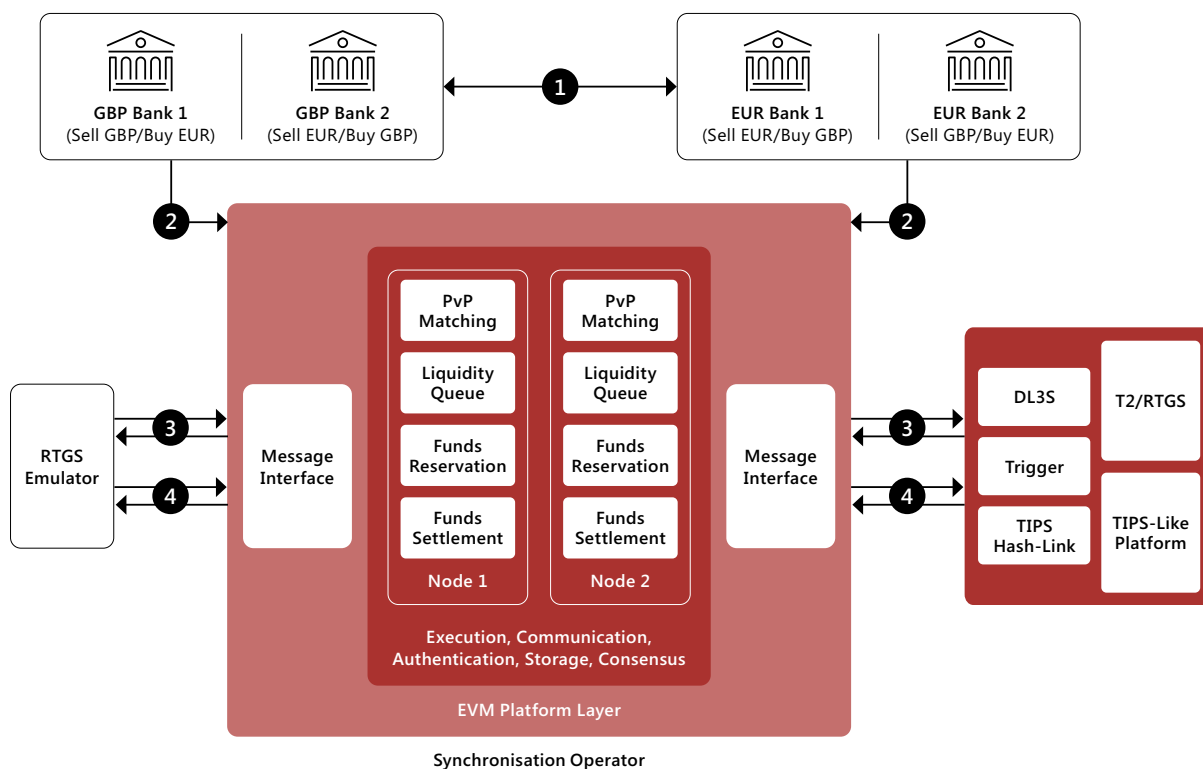 GBP Bank 1
(Sell GBP/Buy EUR)
GBP Bank 2
(Sell EUR/Buy GBP)
1
EUR Bank 1
(Sell EUR/Buy GBP)
EUR Bank 2
(Sell GBP/Buy EUR)
2
2
RTGS
Emulator
3
4
Message
Interface
PvP
Matching
Liquidity
Queue
Funds
Reservation
Funds
Settlement
Node 1
PvP
Matching
Liquidity
Queue
Funds
Reservation
Funds
Settlement
Node 2
Execution, Communication,
Authentication, Storage, Consensus
EVM Platform Layer
Message
Interface
3
4
DL3S
Trigger
TIPS
Hash-Link
T2/RTGS
TIPS-Like
Platform
Synchronisation Operator